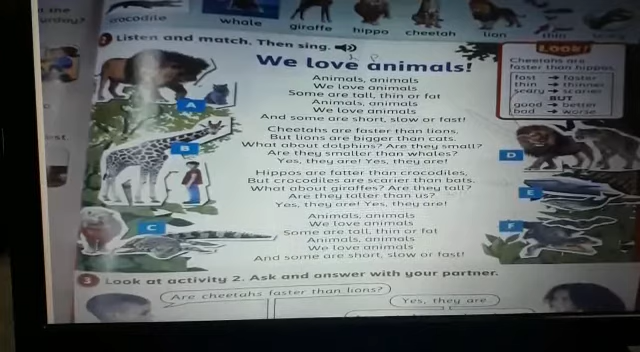 crocodile whale giraffe hippo cheetah lion thin
Listen and match. Then sing.
We love animals!
Animals, animals
We love animals
Some are tall, thin or fat
Animals, animals
We love animals
And some are short, slow or fast!
Cheetahs are faster than lions,
But lions are bigger than cats.
What about dolphins? Are they small?
Are they smaller than whales?
Yes, they are! Yes, they are!
Hippos are fatter than crocodiles,
But crocodiles are scarier than bats.
What about giraffes? Are they tall?
Are they taller than us?
Yes, they are! Yes, they are!
Animals, animals
We love animals
Some are tall, thin or fat
Animals, animals
We love animals
And some are short, slow or fast!
A
B
C
LOOK!
Cheetahs are
faster than hippos.
fast → faster
thin → thinner
scary → scarier
BUT
good → better
bad → worse
D
E
F
3 Look at activity 2. Ask and answer with your partner.
Are cheetahs faster than lions?
Yes, they are